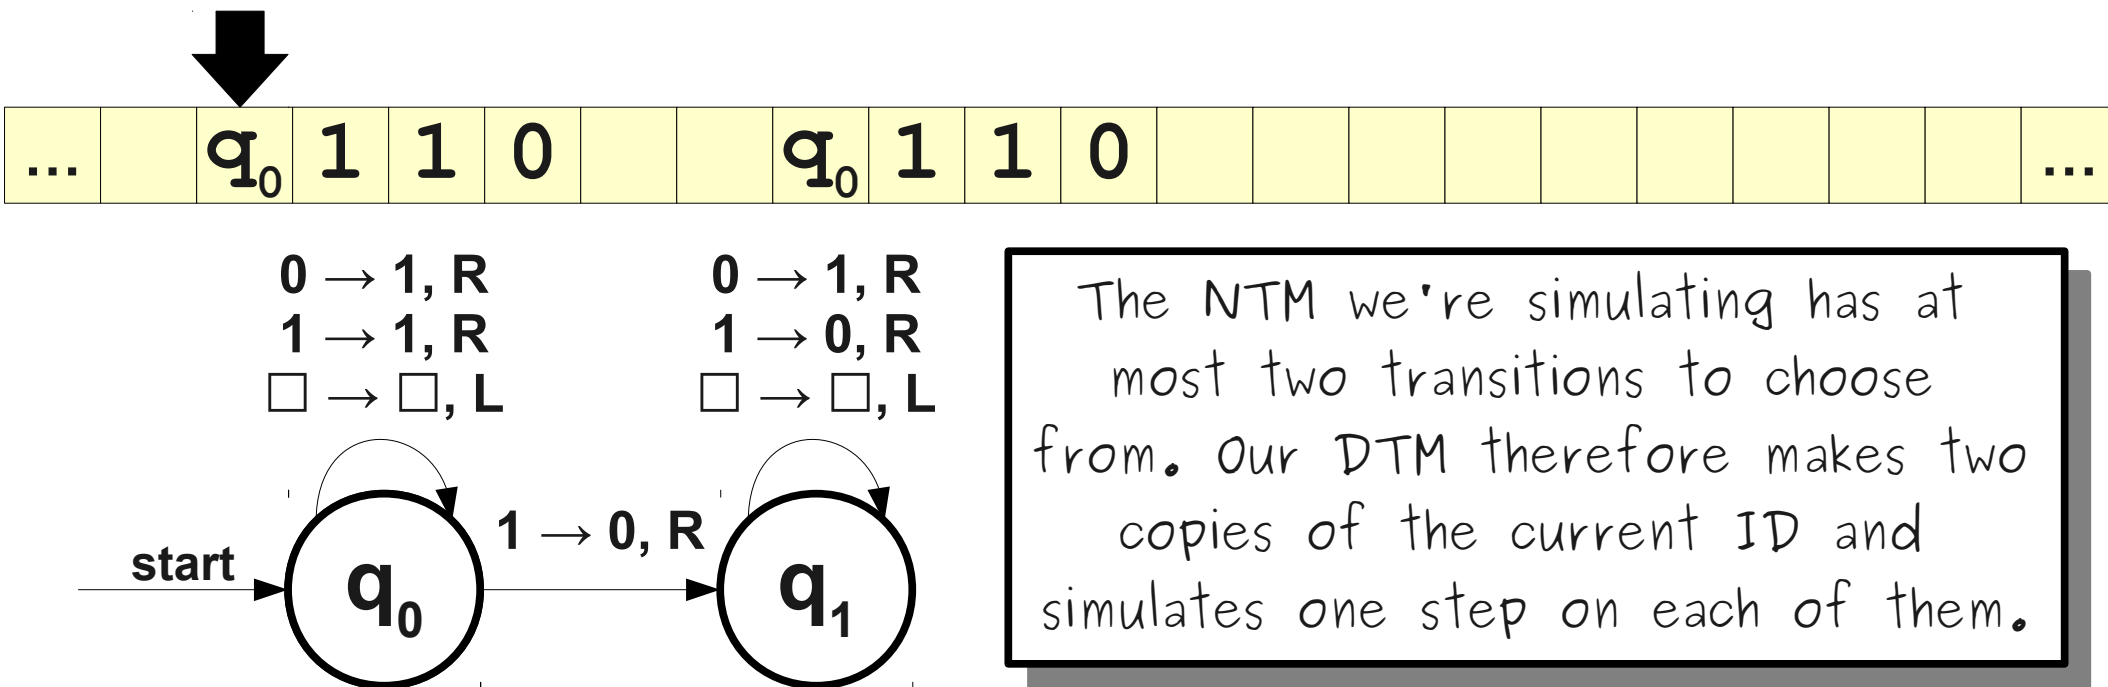 ... q₀ 1 1 0 q₀ 1 1 0 ...
0 → 1, R
1 → 1, R
□ → □, L
0 → 1, R
1 → 0, R
□ → □, L
start
q₀
1 → 0, R
q₁
The NTM we're simulating has at
most two transitions to choose
from. Our DTM therefore makes two
copies of the current ID and
simulates one step on each of them.